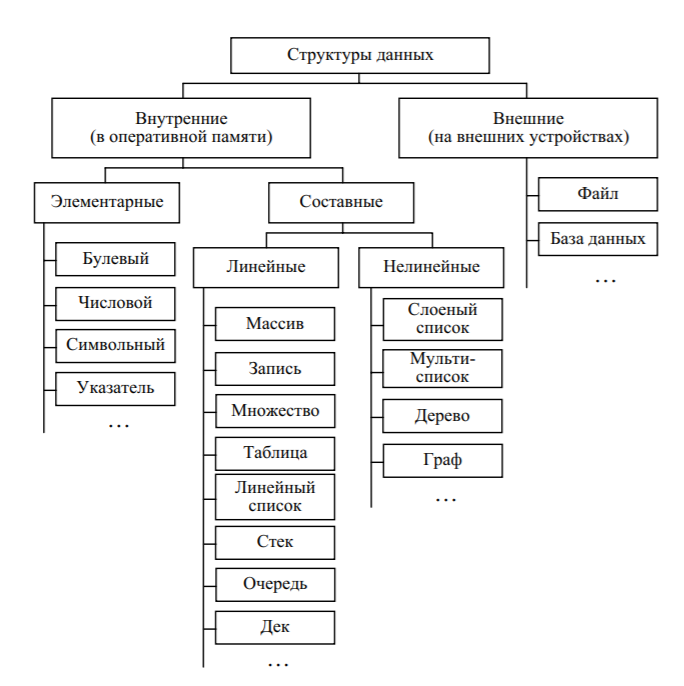 Структуры данных
Внутренние
(в оперативной памяти)
Внешние
(на внешних устройствах)
Элементарные
Составные
Файл
База данных
…
Булевый
Числовой
Символьный
Указатель
…
Линейные
Нелинейные
Массив
Запись
Множество
Таблица
Линейный
список
Стек
Очередь
Дек
…
Слоеный
список
Мульти-
список
Дерево
Граф
…